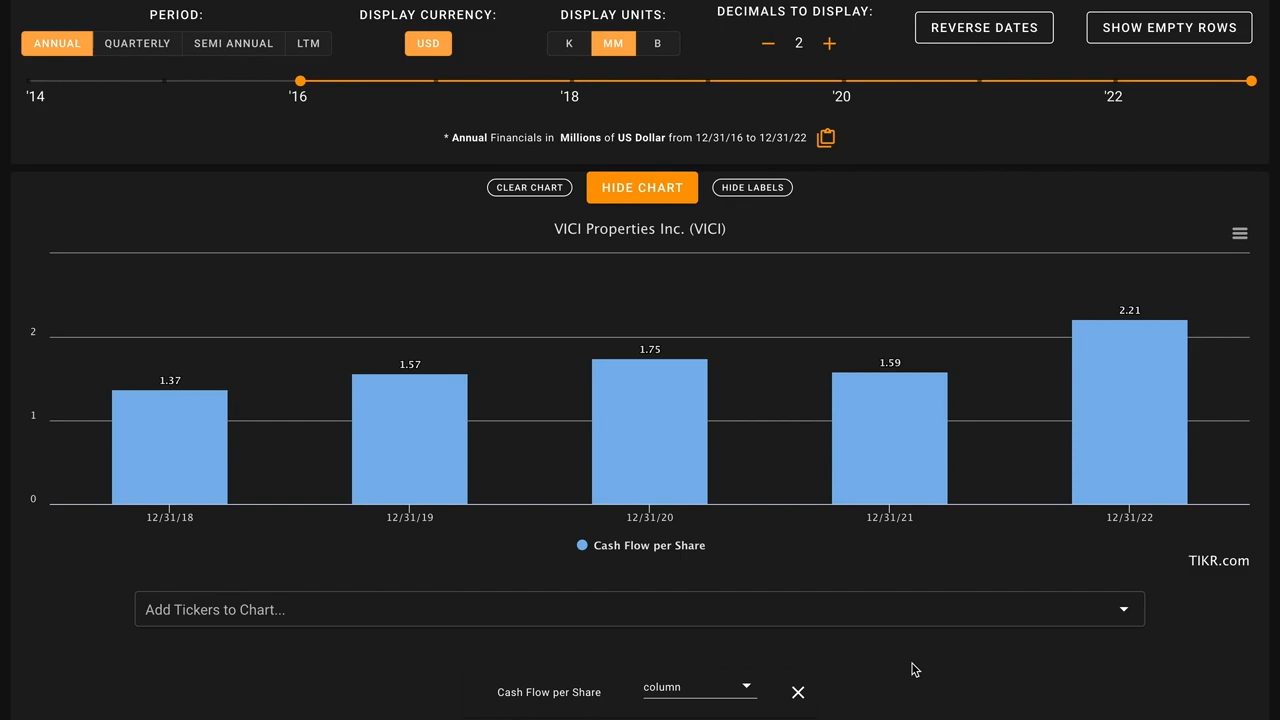 PERIOD: DISPLAY CURRENCY: DISPLAY UNITS: DECIMALS TO DISPLAY:
ANNUAL QUARTERLY SEMI ANNUAL LTM USD K MM B 2 REVERSE DATES SHOW EMPTY ROWS
'14 '16 '18 '20 '22
* Annual Financials in Millions of US Dollar from 12/31/16 to 12/31/22
CLEAR CHART HIDE CHART HIDE LABELS
VICI Properties Inc. (VICI)
2.21
2
1.75
1.57
1.59
1.37
1
0
12/31/18 12/31/19 12/31/20 12/31/21 12/31/22
Cash Flow per Share
TIKR.com
Add Tickers to Chart...
Cash Flow per Share column